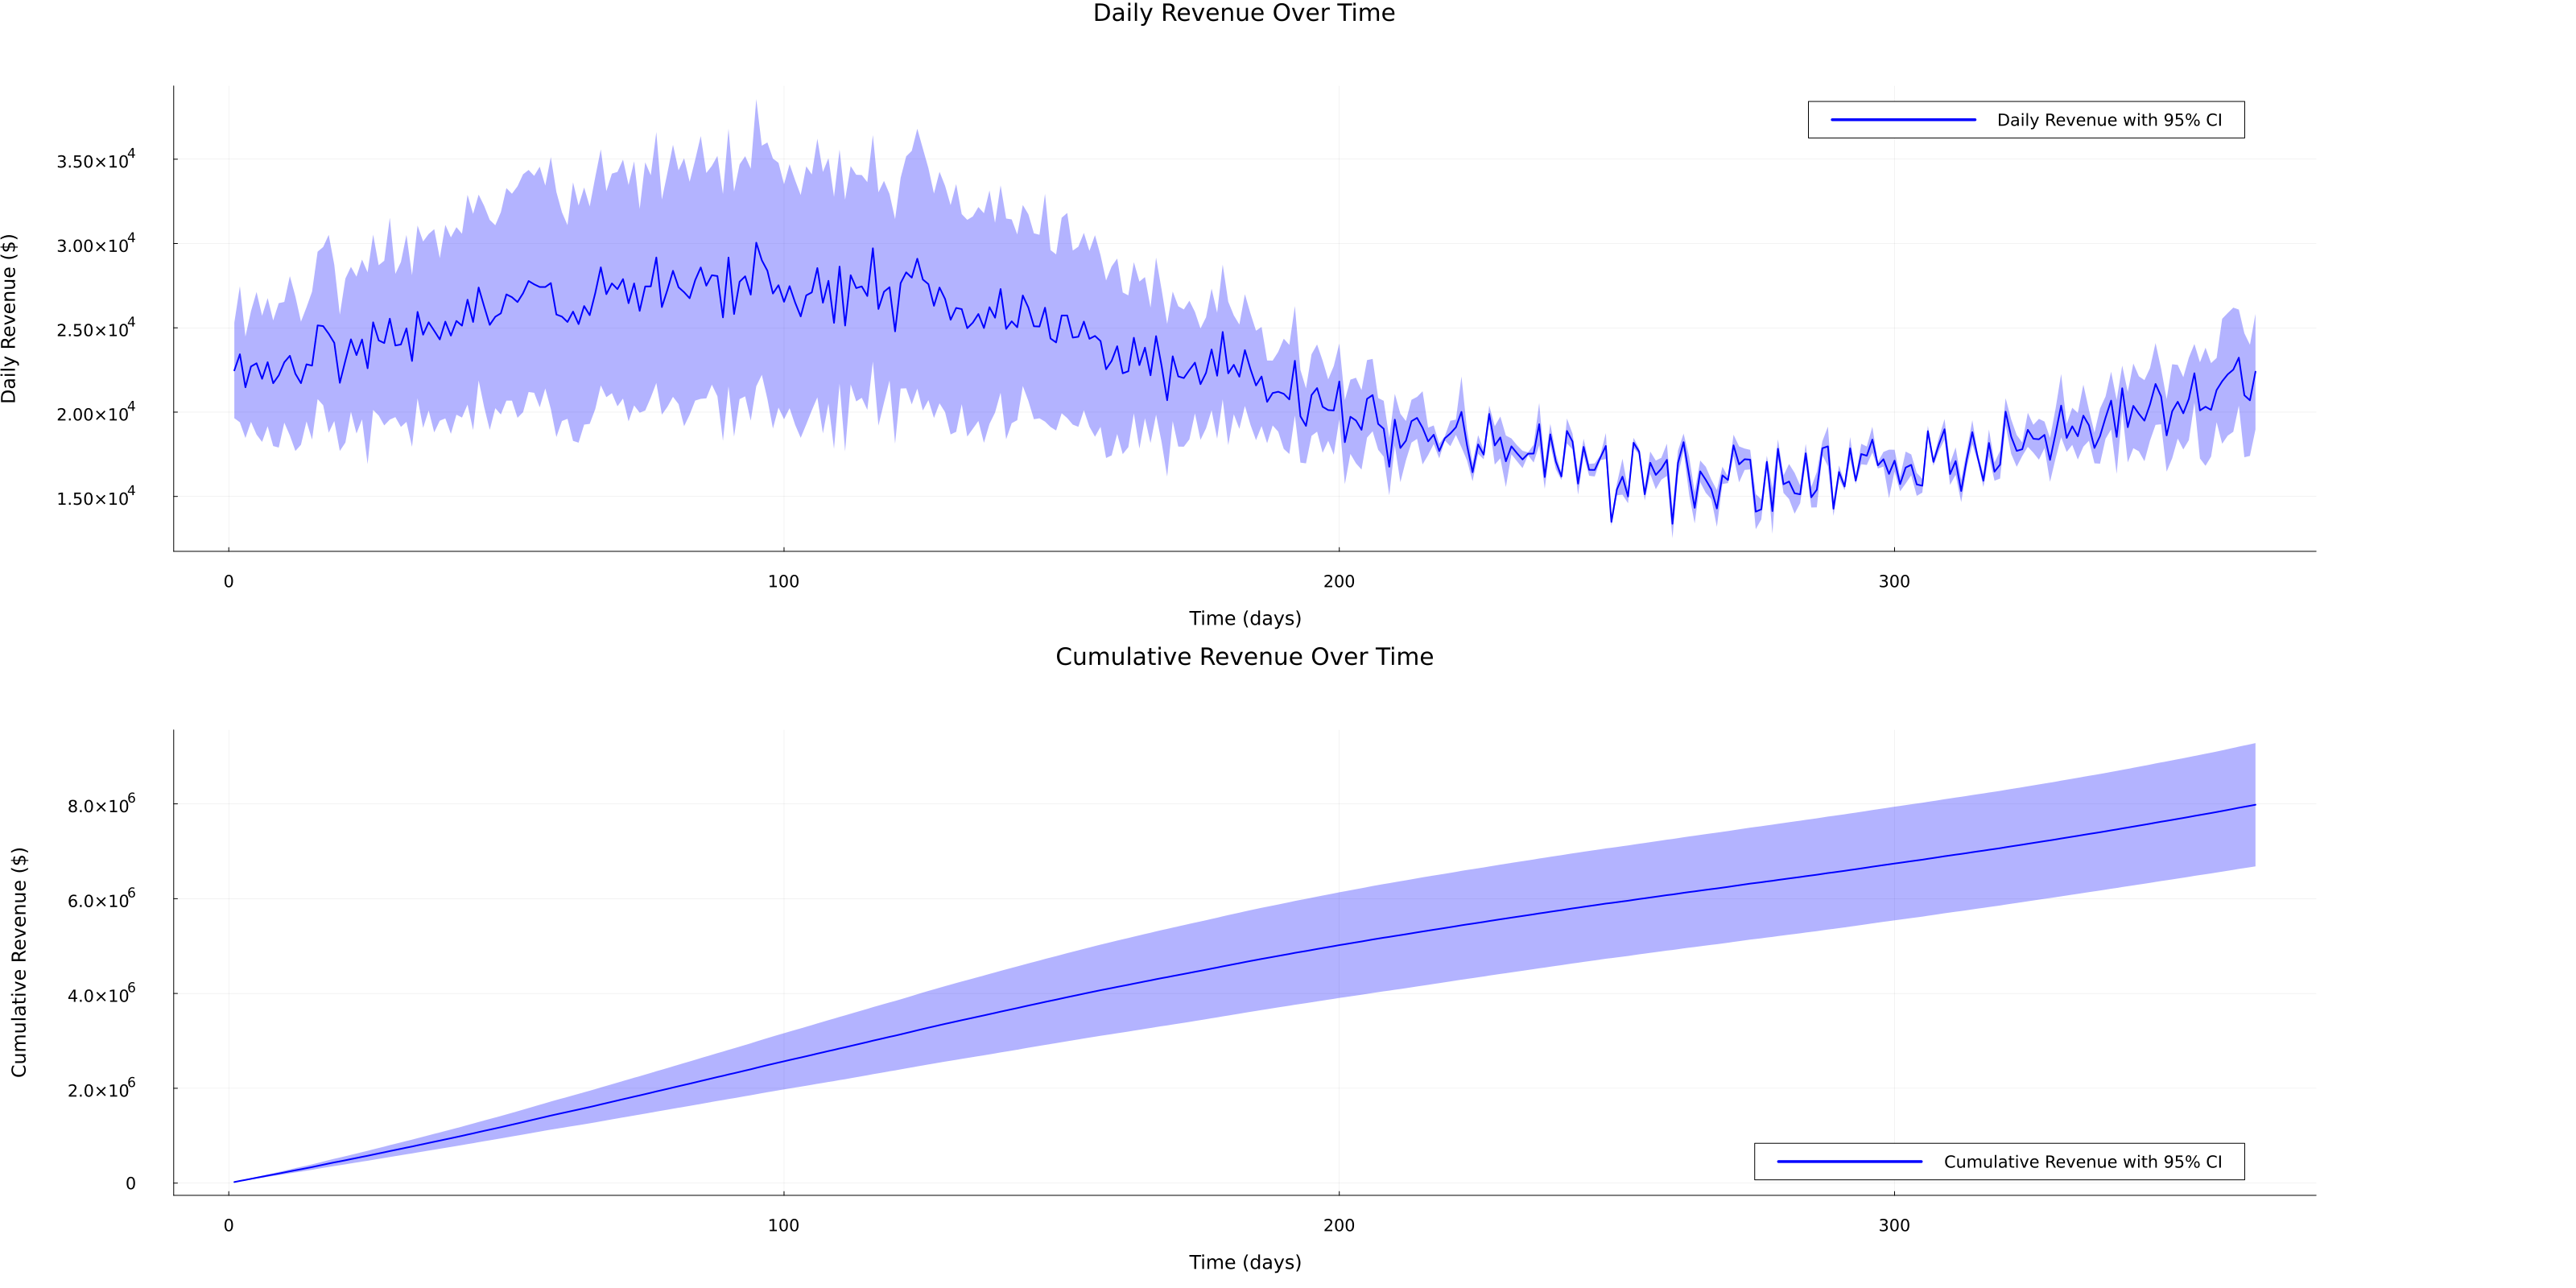 Daily Revenue Over Time
Daily Revenue ($)
3.50×10⁴
3.00×10⁴
2.50×10⁴
2.00×10⁴
1.50×10⁴
Daily Revenue with 95% CI
0 100 200 300
Time (days)
Cumulative Revenue Over Time
Cumulative Revenue ($)
8.0×10⁶
6.0×10⁶
4.0×10⁶
2.0×10⁶
0
Cumulative Revenue with 95% CI
0 100 200 300
Time (days)